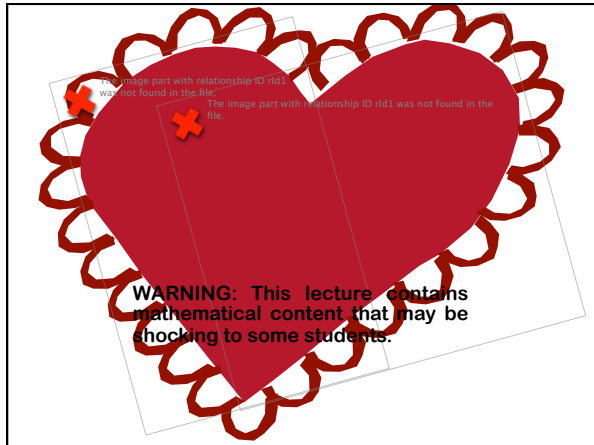 The image part with relationship ID rId1
was not found in the file.
The image part with relationship ID rId1 was not found in the
file.
WARNING: This lecture contains
mathematical content that may be
shocking to some students.